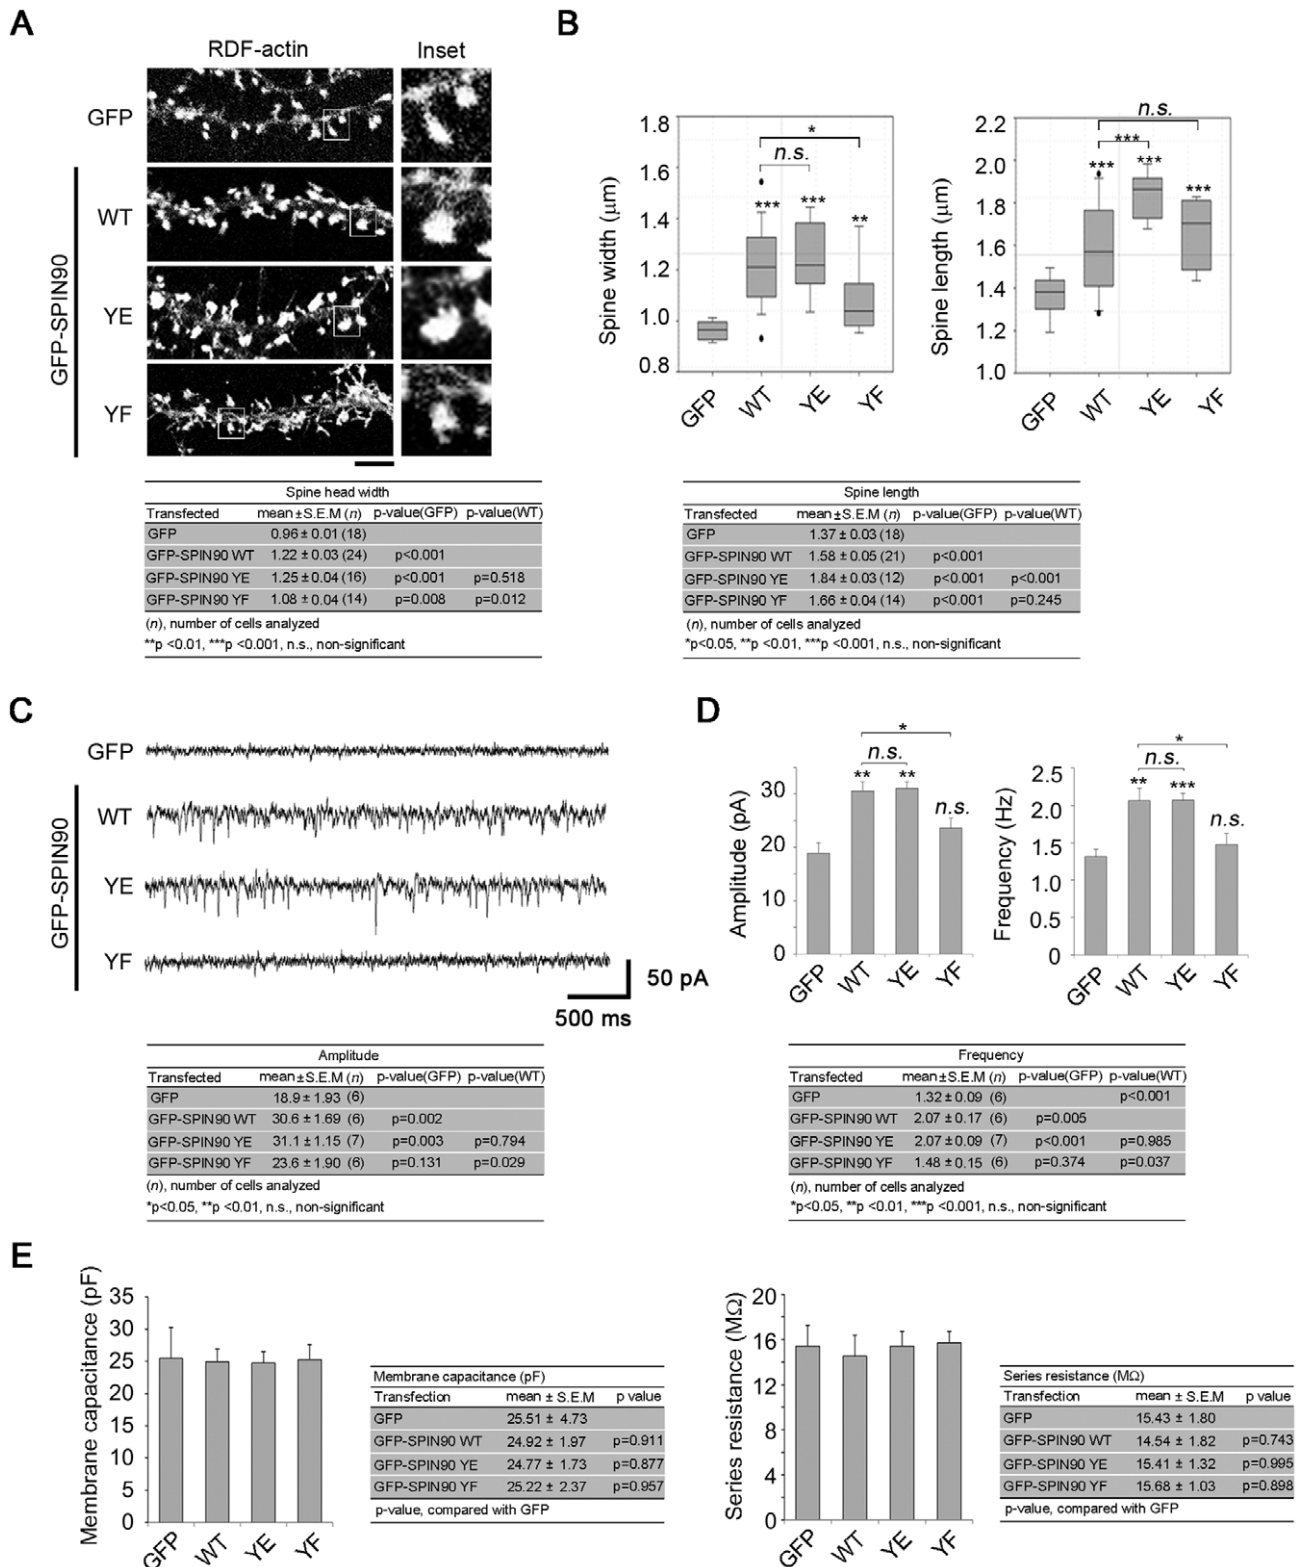 A
RDF-actin Inset
GFP
WT
YE
YF
GFP-SPIN90
Spine head width
Transfected mean±S.E.M (n) p-value(GFP) p-value(WT)
GFP 0.96±0.01 (18)
GFP-SPIN90 WT 1.22±0.03 (24) p<0.001
GFP-SPIN90 YE 1.25±0.04 (16) p<0.001 p=0.518
GFP-SPIN90 YF 1.08±0.04 (14) p=0.008 p=0.012
(n), number of cells analyzed
**p <0.01, ***p <0.001, n.s., non-significant
B
Spine width (μm)
1.8
1.6
1.4
1.2
1.0
0.8
*
n.s.
*** *** **
GFP WT YE YF
Spine length (μm)
2.2
2.0
1.8
1.6
1.4
1.2
1.0
n.s.
***
*** *** ***
GFP WT YE YF
Spine length
Transfected mean±S.E.M (n) p-value(GFP) p-value(WT)
GFP 1.37±0.03 (18)
GFP-SPIN90 WT 1.58±0.05 (21) p<0.001
GFP-SPIN90 YE 1.84±0.03 (12) p<0.001 p<0.001
GFP-SPIN90 YF 1.66±0.04 (14) p<0.001 p=0.245
(n), number of cells analyzed
*p<0.05, **p <0.01, ***p <0.001, n.s., non-significant
C
GFP
WT
YE
YF
GFP-SPIN90
50 pA
500 ms
Amplitude
Transfected mean±S.E.M (n) p-value(GFP) p-value(WT)
GFP 18.9±1.93 (6)
GFP-SPIN90 WT 30.6±1.69 (6) p=0.002
GFP-SPIN90 YE 31.1±1.15 (7) p=0.003 p=0.794
GFP-SPIN90 YF 23.6±1.90 (6) p=0.131 p=0.029
(n), number of cells analyzed
*p<0.05, **p <0.01, n.s., non-significant
D
Amplitude (pA)
30
20
10
0
*
n.s.
** ** n.s.
GFP WT YE YF
Frequency (Hz)
2.5
2.0
1.5
1.0
0.5
0
*
n.s.
** *** n.s.
GFP WT YE YF
Frequency
Transfected mean±S.E.M (n) p-value(GFP) p-value(WT)
GFP 1.32±0.09 (6) p<0.001
GFP-SPIN90 WT 2.07±0.17 (6) p=0.005
GFP-SPIN90 YE 2.07±0.09 (7) p<0.001 p=0.985
GFP-SPIN90 YF 1.48±0.15 (6) p=0.374 p=0.037
(n), number of cells analyzed
*p<0.05, **p <0.01, ***p <0.001, n.s., non-significant
E
Membrane capacitance (pF)
35
30
25
20
15
10
5
0
GFP WT YE YF
Membrane capacitance (pF)
Transfection mean ± S.E.M p value
GFP 25.51 ± 4.73
GFP-SPIN90 WT 24.92 ± 1.97 p=0.911
GFP-SPIN90 YE 24.77 ± 1.73 p=0.877
GFP-SPIN90 YF 25.22 ± 2.37 p=0.957
p-value, compared with GFP
Series resistance (MΩ)
20
16
12
8
4
0
GFP WT YE YF
Series resistance (MΩ)
Transfection mean ± S.E.M p value
GFP 15.43 ± 1.80
GFP-SPIN90 WT 14.54 ± 1.82 p=0.743
GFP-SPIN90 YE 15.41 ± 1.32 p=0.995
GFP-SPIN90 YF 15.68 ± 1.03 p=0.898
p-value, compared with GFP